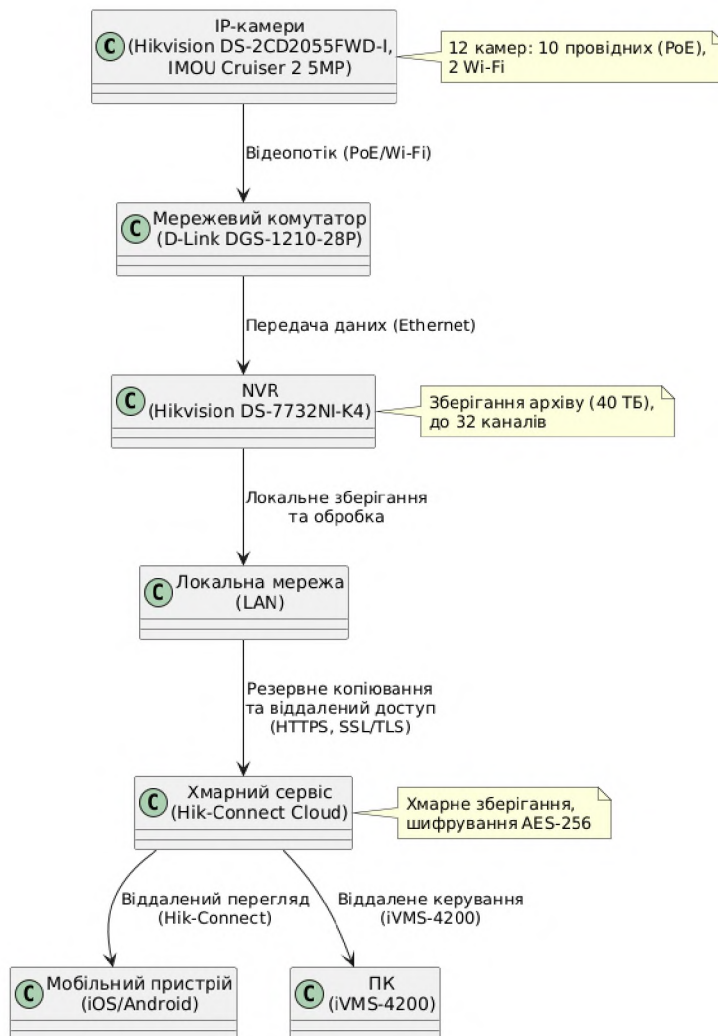 IP-камери
C
(Hikvision DS-2CD2055FWD-I,
IMOU Cruiser 2 5MP)
12 камер: 10 провідних (PoE),
2 Wi-Fi
Відеопотік (PoE/Wi-Fi)
C
Мережевий комутатор
(D-Link DGS-1210-28P)
Передача даних (Ethernet)
C
NVR
(Hikvision DS-7732NI-K4)
Зберігання архіву (40 ТБ),
до 32 каналів
Локальне зберігання
та обробка
C
Локальна мережа
(LAN)
Резервне копіювання
та віддалений доступ
(HTTPS, SSL/TLS)
C
Хмарний сервіс
(Hik-Connect Cloud)
Хмарне зберігання,
шифрування AES-256
Віддалений перегляд
(Hik-Connect)
Віддалене керування
(iVMS-4200)
C
Мобільний пристрій
(iOS/Android)
C
ПК
(iVMS-4200)